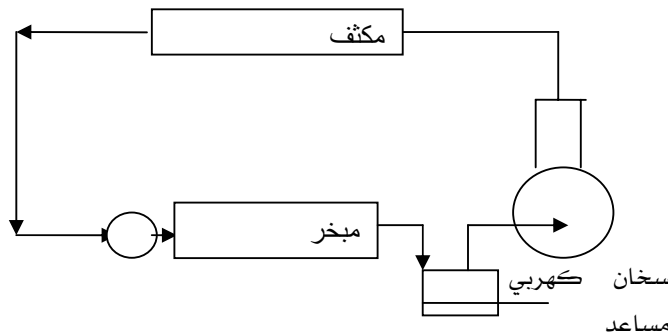 مكثف
مبخر
سخان كهربي
مساعد